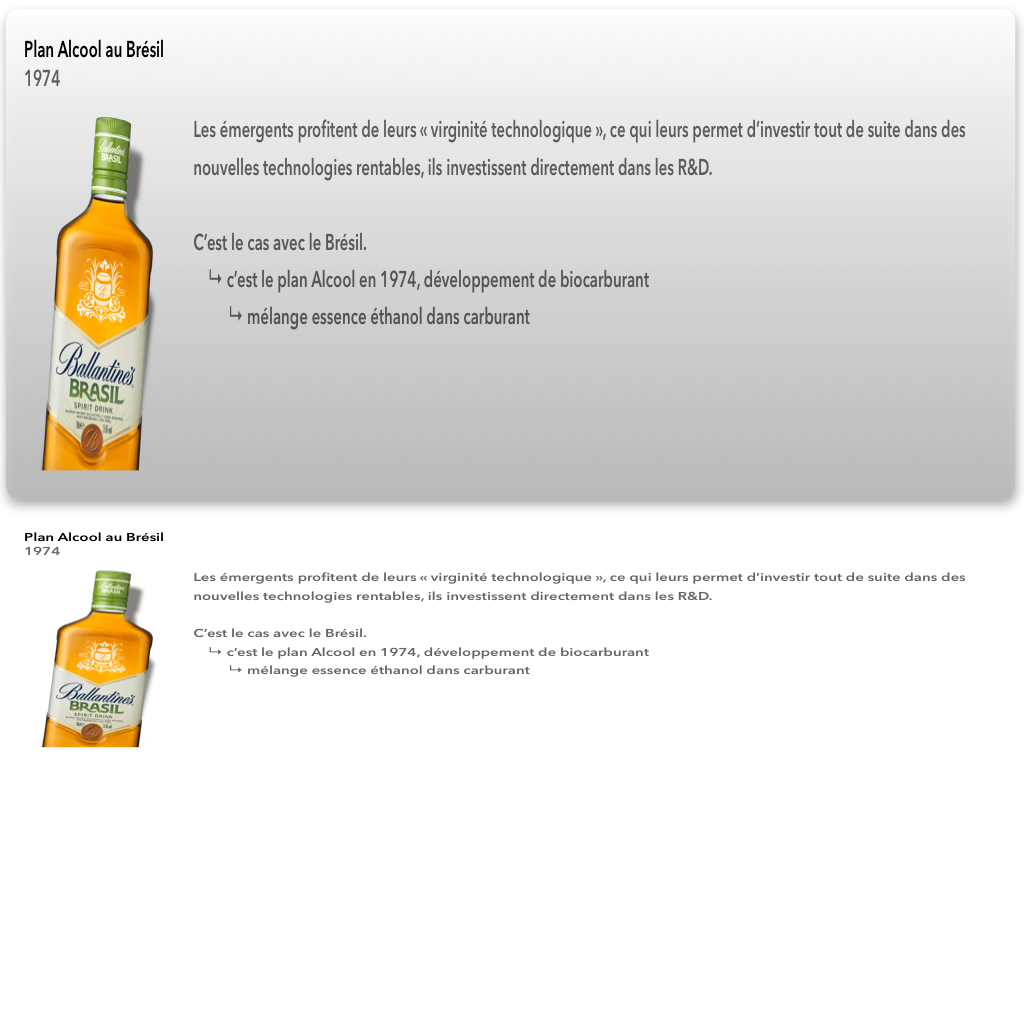 Plan Alcool au Brésil
1974
Les émergents profitent de leurs « virginité technologique », ce qui leurs permet d’investir tout de suite dans des
nouvelles technologies rentables, ils investissent directement dans les R&D.
C’est le cas avec le Brésil.
↳ c’est le plan Alcool en 1974, développement de biocarburant
↳ mélange essence éthanol dans carburant
Ballantine's
BRASIL
Ballantine's
BRASIL
SPIRIT DRINK
Plan Alcool au Brésil
1974
Les émergents profitent de leurs « virginité technologique », ce qui leurs permet d’investir tout de suite dans des
nouvelles technologies rentables, ils investissent directement dans les R&D.
C’est le cas avec le Brésil.
↳ c’est le plan Alcool en 1974, développement de biocarburant
↳ mélange essence éthanol dans carburant
Ballantine's
BRASIL
SPIRIT DRINK